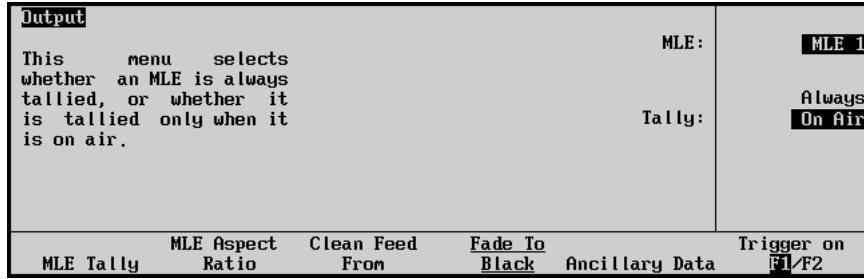 Output
This menu selects
whether an MLE is always
tallied, or whether it
is tallied only when it
is on air.
MLE:
MLE 1
Always
Tally:
On Air
MLE Tally
MLE Aspect
Ratio
Clean Feed
From
Fade To
Black
Ancillary Data
Trigger on
F1/F2